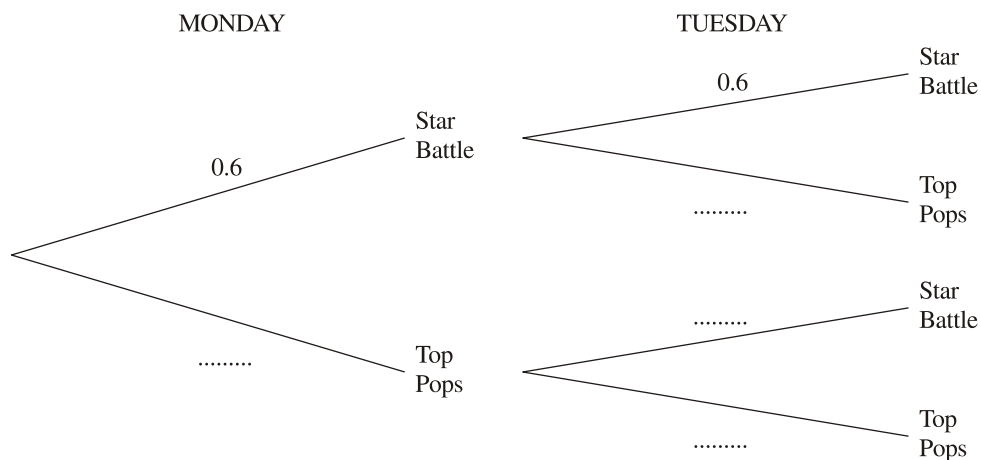 MONDAY
TUESDAY
Star
Battle
0.6
Star
Battle
0.6
Top
Pops
.........
Star
Battle
.........
.........
Top
Pops
Top
Pops
.........